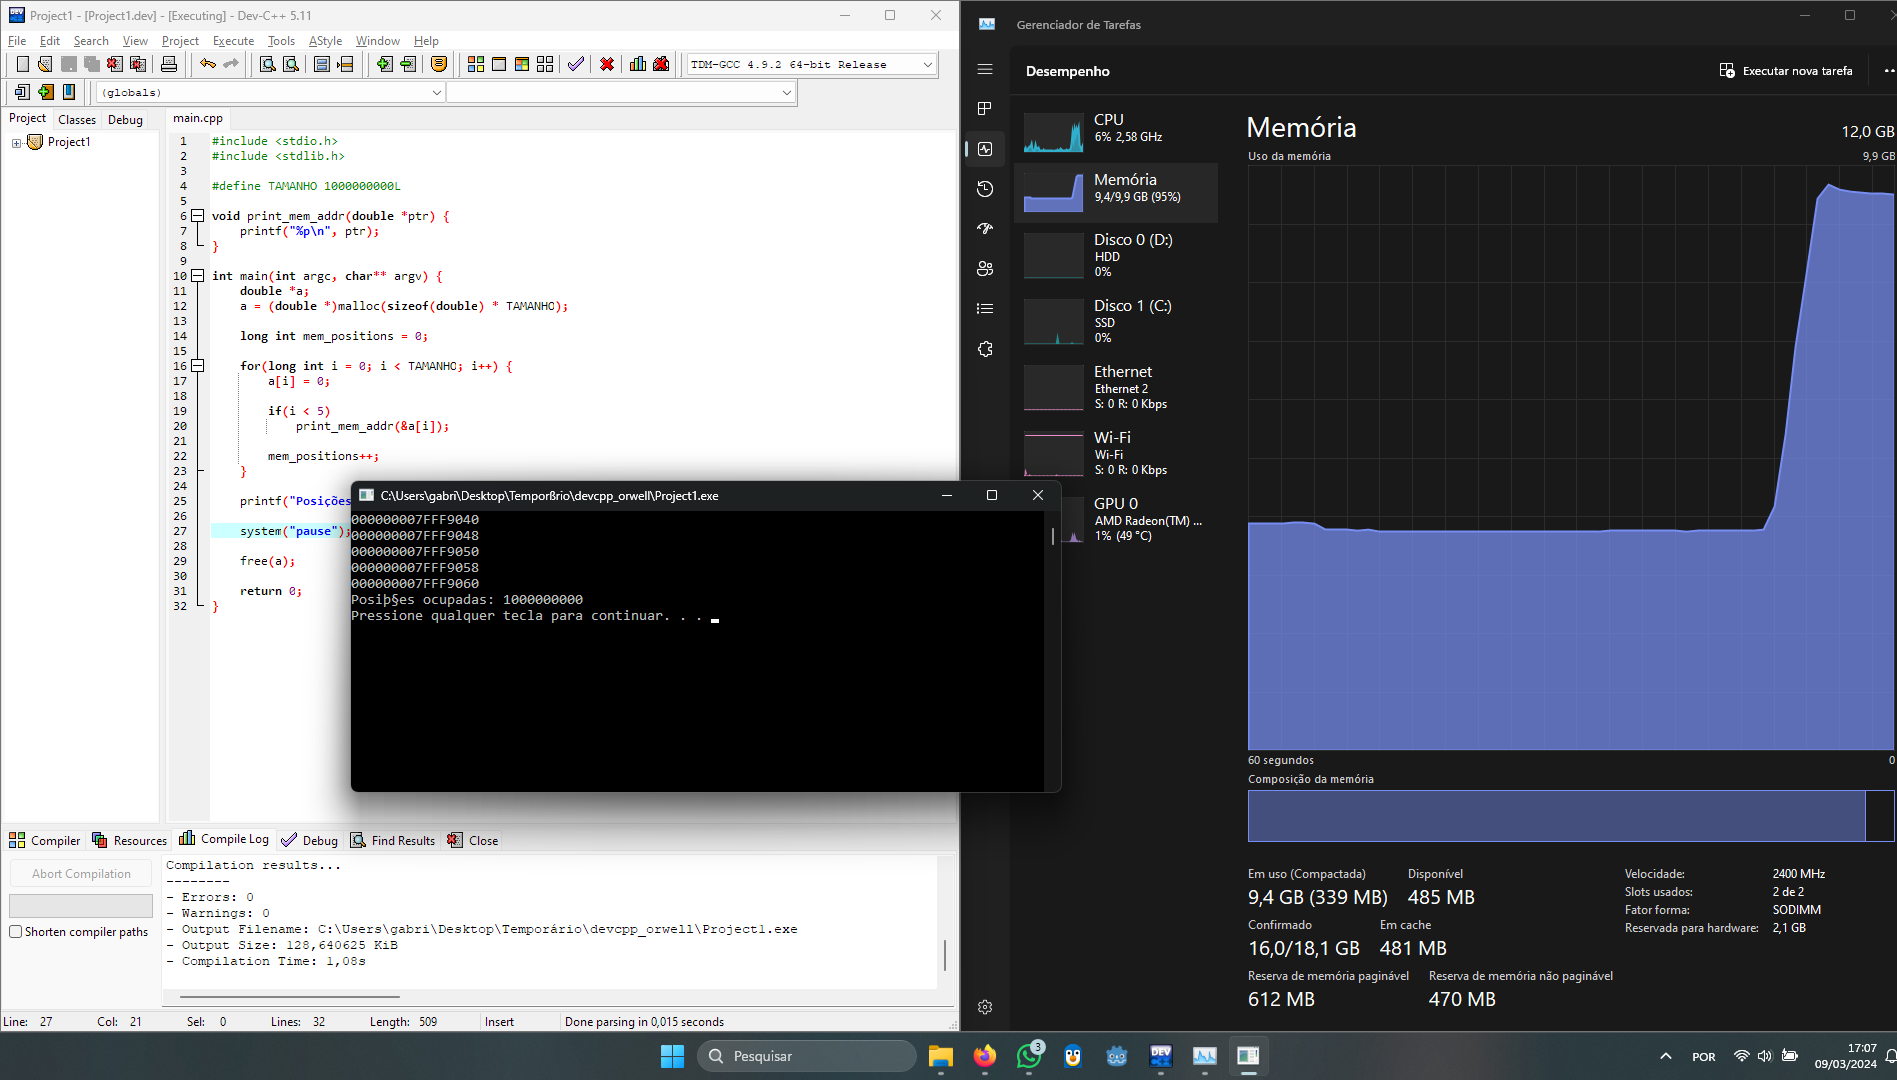 Project1 - [Project1.dev] - [Executing] - Dev-C++ 5.11
File Edit Search View Project Execute Tools AStyle Window Help
TDM-GCC 4.9.2 64-bit Release
(globals)
Project Classes Debug
Project1
main.cpp
1 #include <stdio.h>
2 #include <stdlib.h>
3
4 #define TAMANHO 1000000000L
5
6 void print_mem_addr(double *ptr) {
7 printf("%p\n", ptr);
8 }
9
10 int main(int argc, char** argv) {
11 double *a;
12 a = (double *)malloc(sizeof(double) * TAMANHO);
13
14 long int mem_positions = 0;
15
16 for(long int i = 0; i < TAMANHO; i++) {
17 a[i] = 0;
18
19 if(i < 5)
20 print_mem_addr(&a[i]);
21
22 mem_positions++;
23 }
24
25 printf("Posições
26
27 system("pause");
28
29 free(a);
30
31 return 0;
32 }
C:\Users\gabri\Desktop\Temporßrio\devcpp_orwell\Project1.exe
000000007FFF9040
000000007FFF9048
000000007FFF9050
000000007FFF9058
000000007FFF9060
Posiþ§es ocupadas: 1000000000
Pressione qualquer tecla para continuar. . .
Compiler Resources Compile Log Debug Find Results Close
Abort Compilation
Shorten compiler paths
Compilation results...
--------
- Errors: 0
- Warnings: 0
- Output Filename: C:\Users\gabri\Desktop\Temporário\devcpp_orwell\Project1.exe
- Output Size: 128,640625 KiB
- Compilation Time: 1,08s
Line: 27 Col: 21 Sel: 0 Lines: 32 Length: 509 Insert Done parsing in 0,015 seconds
Gerenciador de Tarefas
Desempenho
Executar nova tarefa
CPU
6% 2,58 GHz
Memória
9,4/9,9 GB (95%)
Disco 0 (D:)
HDD
0%
Disco 1 (C:)
SSD
0%
Ethernet
Ethernet 2
S: 0 R: 0 Kbps
Wi-Fi
Wi-Fi
S: 0 R: 0 Kbps
GPU 0
AMD Radeon(TM) ...
1% (49 °C)
Memória 12,0 GB
Uso da memória 9,9 GB
60 segundos 0
Composição da memória
Em uso (Compactada) Disponível
9,4 GB (339 MB) 485 MB
Confirmado Em cache
16,0/18,1 GB 481 MB
Reserva de memória paginável Reserva de memória não paginável
612 MB 470 MB
Velocidade: 2400 MHz
Slots usados: 2 de 2
Fator forma: SODIMM
Reservada para hardware: 2,1 GB
Pesquisar
3
DEV
POR
17:07
09/03/2024